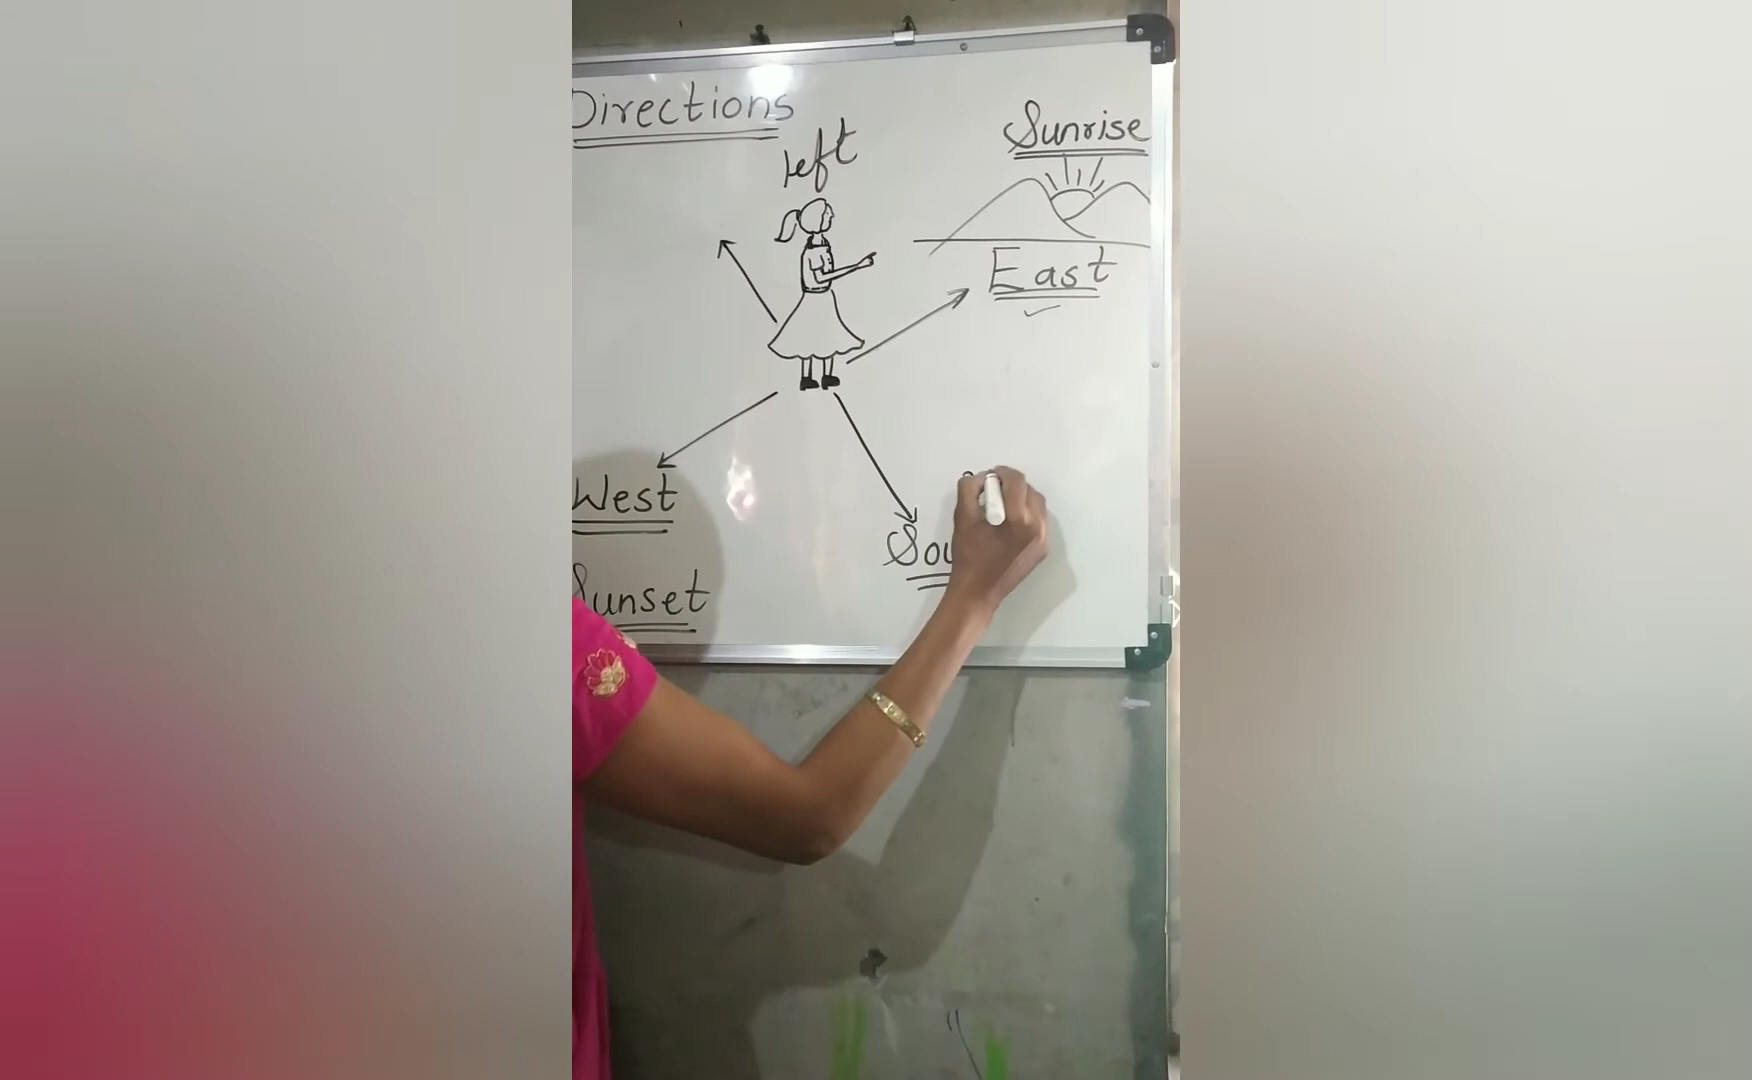 Directions
left
Sunrise
East
West
Sunset